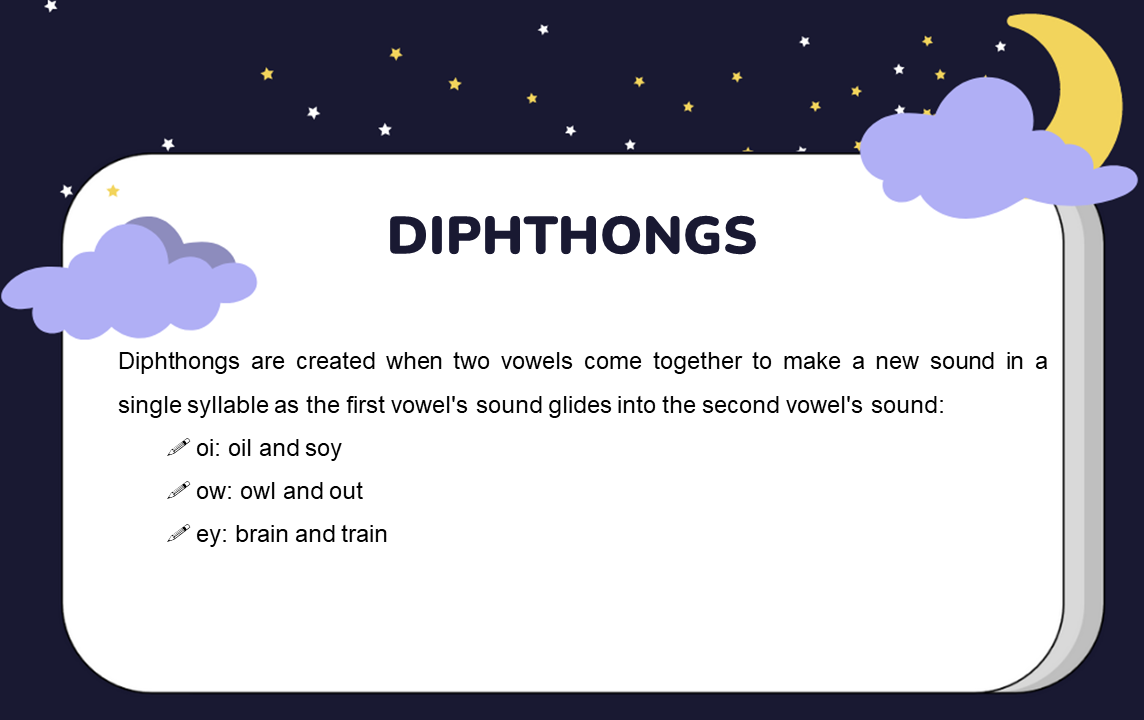 DIPHTHONGS
Diphthongs are created when two vowels come together to make a new sound in a
single syllable as the first vowel's sound glides into the second vowel's sound:
oi: oil and soy
ow: owl and out
ey: brain and train